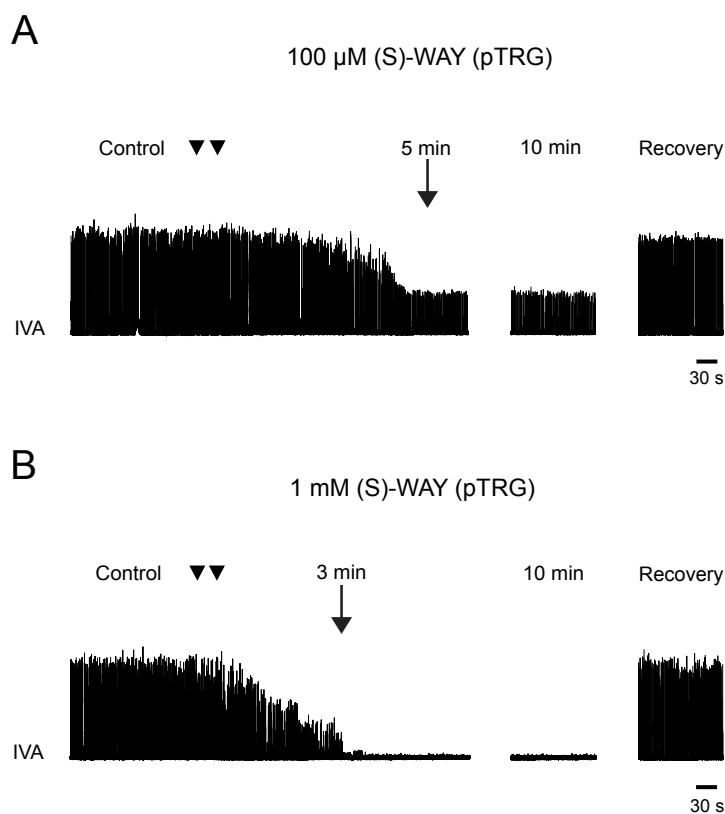 A
100 µM (S)-WAY (pTRG)
Control 5 min 10 min Recovery
IVA
30 s
B
1 mM (S)-WAY (pTRG)
Control 3 min 10 min Recovery
IVA
30 s